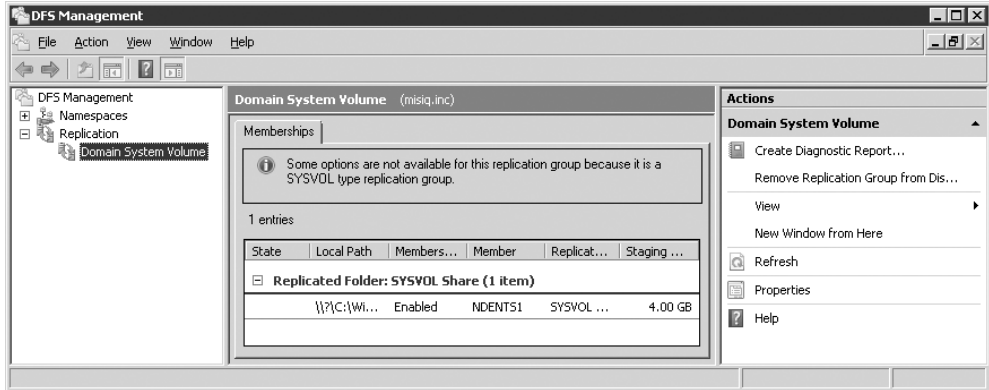 DFS Management
File Action View Window Help
DFS Management
Namespaces
Replication
Domain System Volume
Domain System Volume (misiq.inc)
Memberships
Some options are not available for this replication group because it is a
SYSVOL type replication group.
1 entries
State Local Path Members... Member Replicat... Staging ...
Replicated Folder: SYSVOL Share (1 item)
\\?\C:\Wi... Enabled NDENTS1 SYSVOL ... 4.00 GB
Actions
Domain System Volume
Create Diagnostic Report...
Remove Replication Group from Dis...
View
New Window from Here
Refresh
Properties
Help